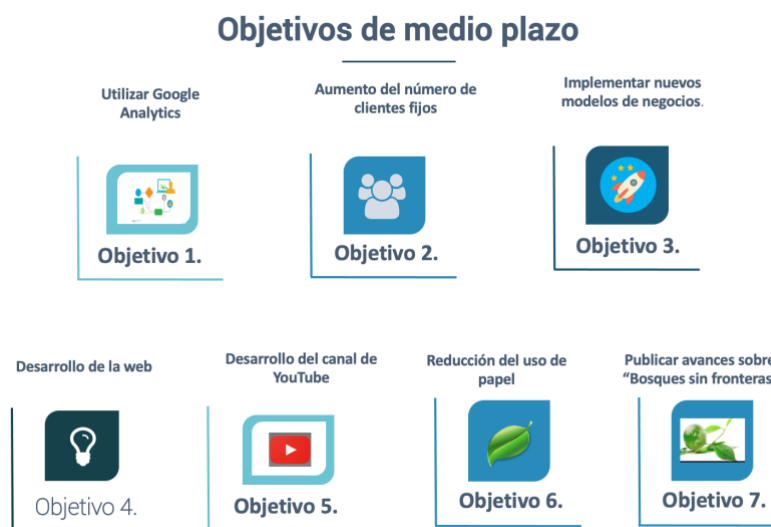 Objetivos de medio plazo
Utilizar Google
Analytics
Objetivo 1.
Aumento del número de
clientes fijos
Objetivo 2.
Implementar nuevos
modelos de negocios.
Objetivo 3.
Desarrollo de la web
Objetivo 4.
Desarrollo del canal de
YouTube
Objetivo 5.
Reducción del uso de
papel
Objetivo 6.
Publicar avances sobre
“Bosques sin fronteras
Objetivo 7.